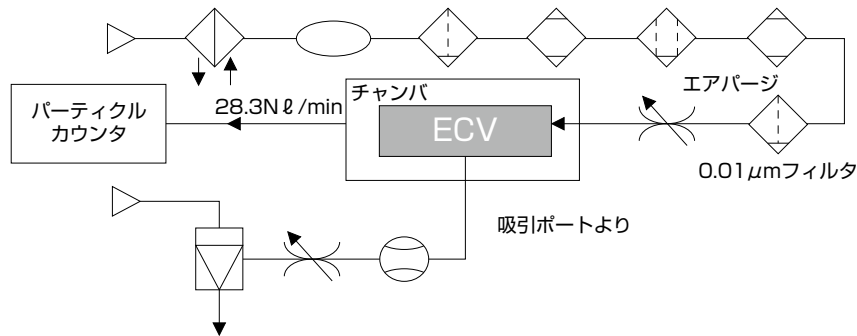 エアパージ
チャンバ
28.3Nℓ/min
パーティクル
カウンタ
ECV
0.01μmフィルタ
吸引ポートより